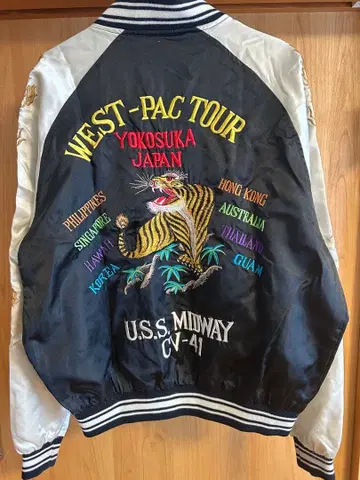 WEST-PAC TOUR
YOKOSUKA
JAPAN
PHILIPPINES
SINGAPORE
HAWAII
KOREA
HONG KONG
AUSTRALIA
THAILAND
GUAM
U.S.S. MIDWAY
CV-41